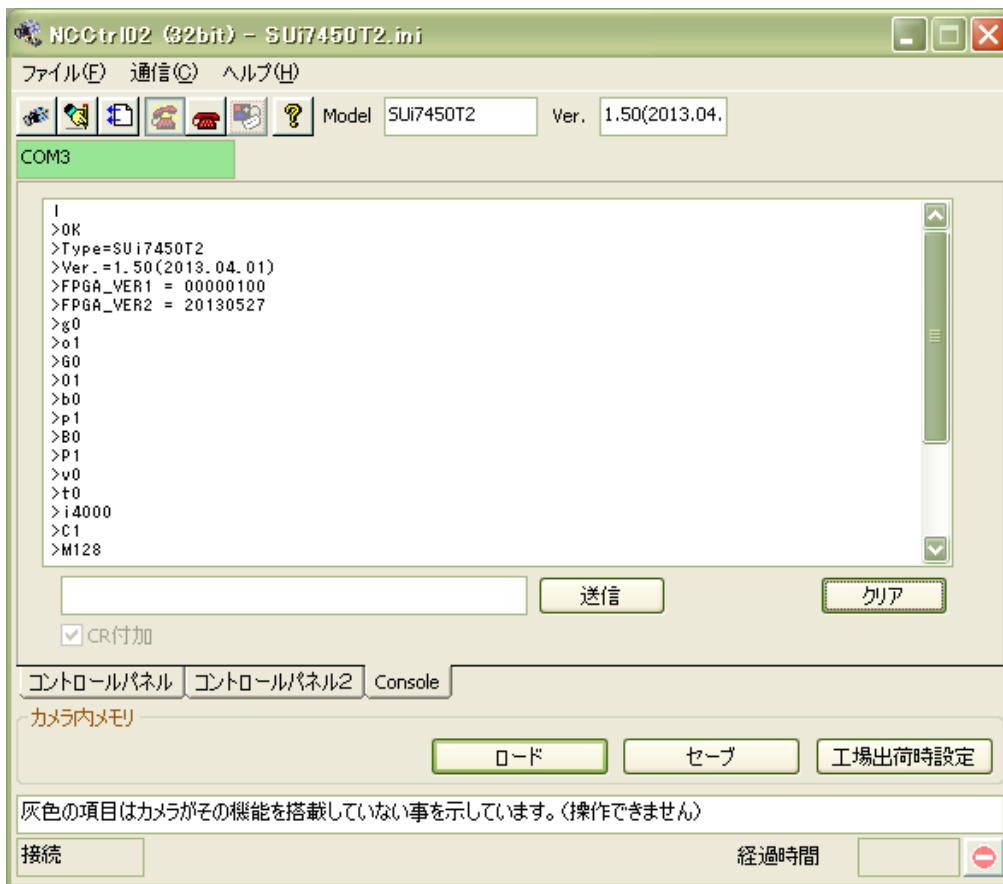 NCCtrl02 (32bit) - SUi7450T2.ini
ファイル(F) 通信(C) ヘルプ(H)
Model SUi7450T2 Ver. 1.50(2013.04.
COM3
I
>OK
>Type=SUi7450T2
>Ver.=1.50(2013.04.01)
>FPGA_VER1 = 00000100
>FPGA_VER2 = 20130527
>g0
>o1
>G0
>O1
>b0
>p1
>B0
>P1
>v0
>t0
>i4000
>C1
>M128
送信 クリア
CR付加
コントロールパネル コントロールパネル2 Console
カメラ内メモリ
ロード セーブ 工場出荷時設定
灰色の項目はカメラがその機能を搭載していない事を示しています。(操作できません)
接続 経過時間